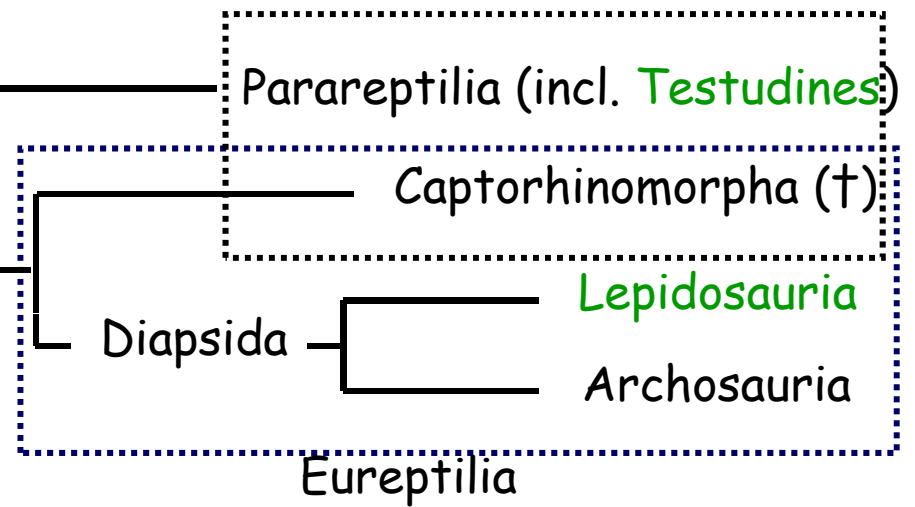 Parareptilia (incl. Testudines)
Captorhinomorpha (†)
Lepidosauria
Diapsida
Archosauria
Eureptilia